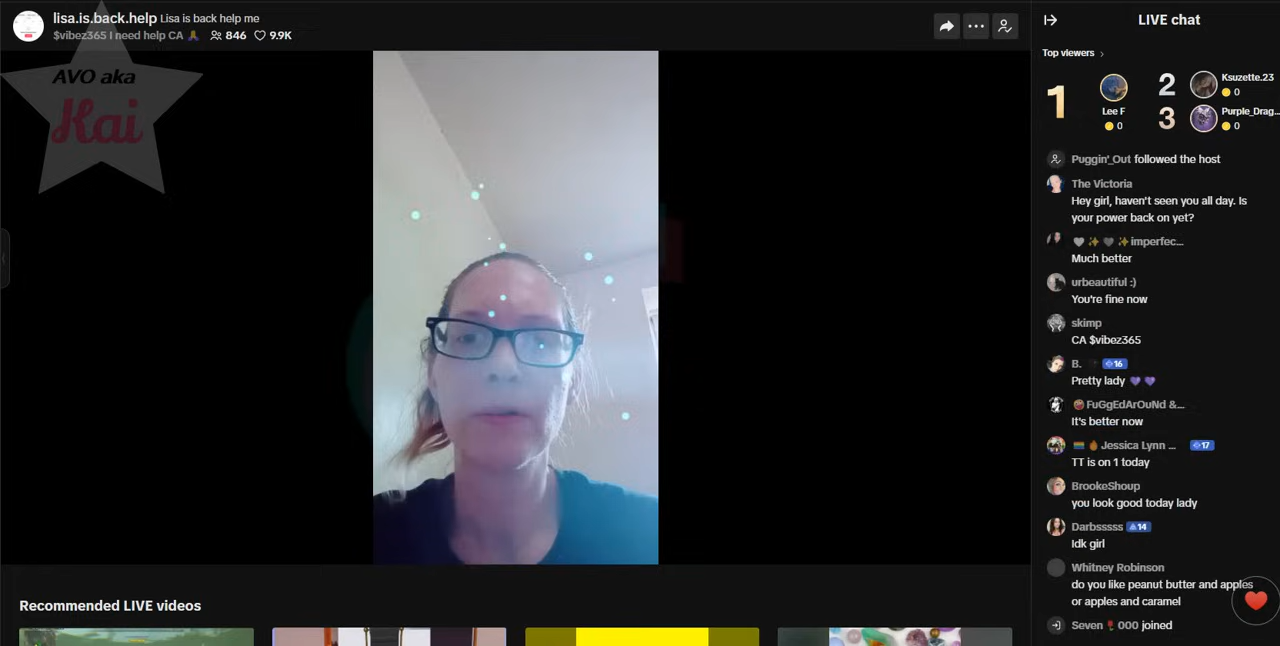 lisa.is.back.help Lisa is back help me
$vibez365 I need help CA 🙏 846 9.9K
AVO aka
Kai
LIVE chat
Top viewers
1
Lee F
0
2
Ksuzette.23
0
3
Purple_Drag...
0
Puggin'_Out followed the host
The Victoria
Hey girl, haven't seen you all day. Is
your power back on yet?
🤍 ✨ 🖤 ✨ imperfec...
Much better
urbeautiful :)
You're fine now
skimp
CA $vibez365
B. 16
Pretty lady 💜 💜
FuGgEdArOuNd &...
It's better now
Jessica Lynn ... 17
TT is on 1 today
BrookeShoup
you look good today lady
Darbsssss 14
Idk girl
Whitney Robinson
do you like peanut butter and apples
or apples and caramel
Seven 🌹 000 joined
Recommended LIVE videos